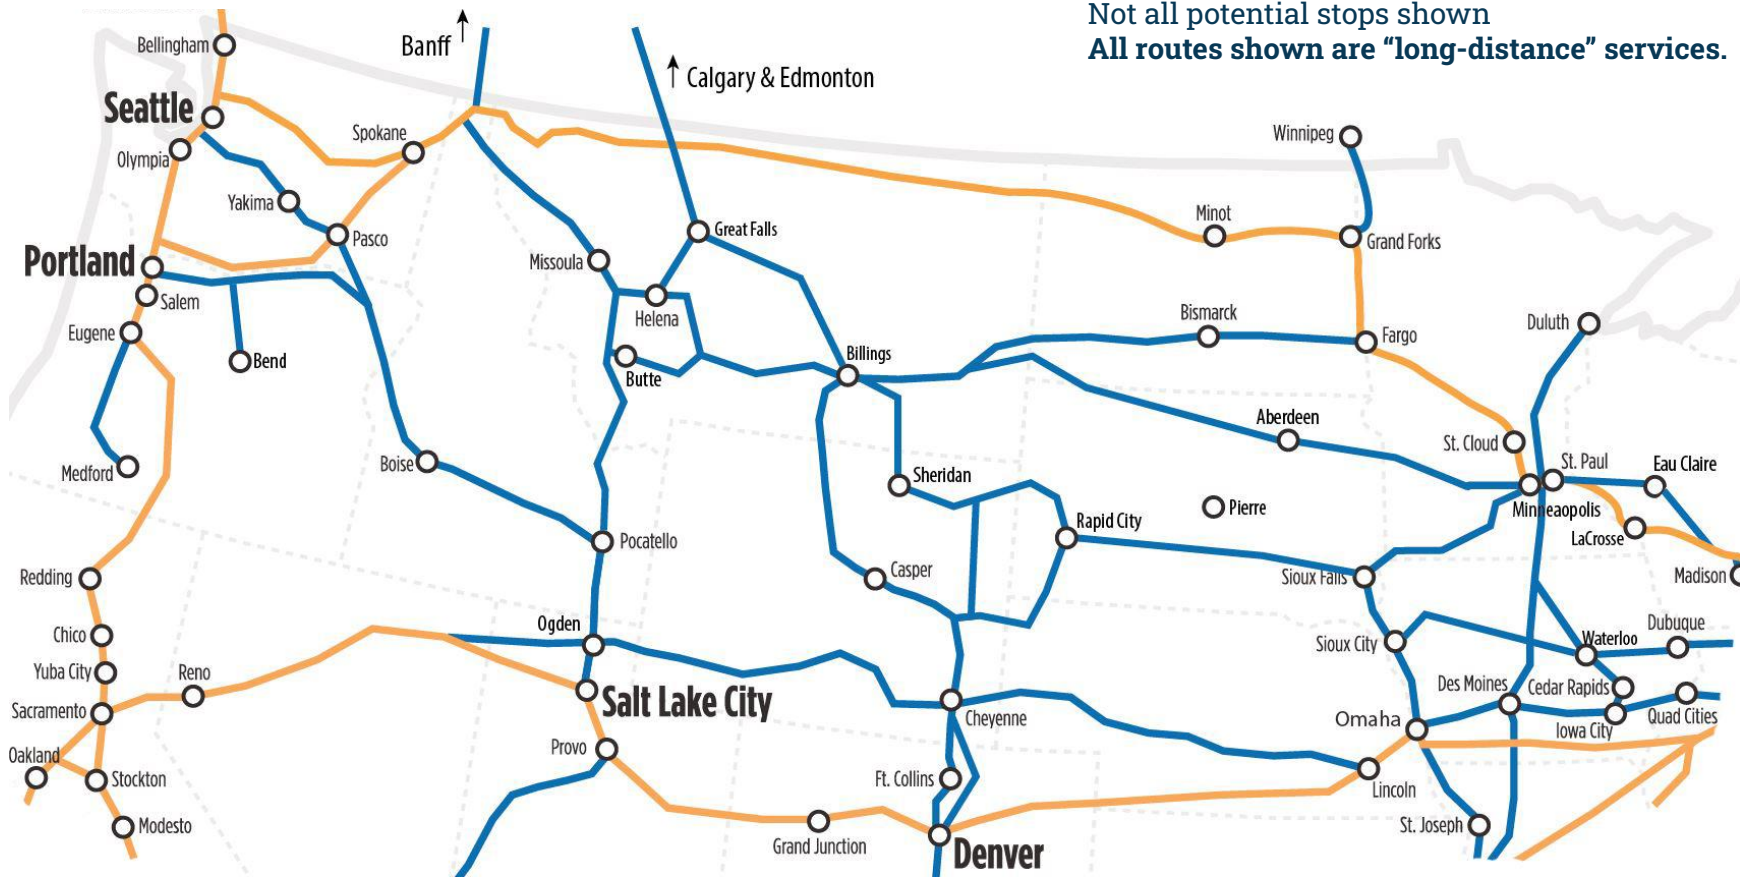 Not all potential stops shown
All routes shown are “long-distance” services.
Banff
Calgary & Edmonton
Bellingham
Seattle
Olympia
Spokane
Yakima
Pasco
Portland
Salem
Eugene
Bend
Medford
Boise
Missoula
Great Falls
Helena
Butte
Billings
Winnipeg
Minot
Grand Forks
Bismarck
Fargo
Duluth
Aberdeen
St. Cloud
St. Paul
Eau Claire
Minneaopolis
LaCrosse
Madison
Sheridan
Rapid City
Pierre
Casper
Sioux Falls
Pocatello
Redding
Chico
Yuba City
Reno
Sacramento
Oakland
Stockton
Modesto
Ogden
Salt Lake City
Provo
Cheyenne
Ft. Collins
Grand Junction
Denver
Sioux City
Waterloo
Dubuque
Des Moines
Cedar Rapids
Omaha
Iowa City
Quad Cities
Lincoln
St. Joseph